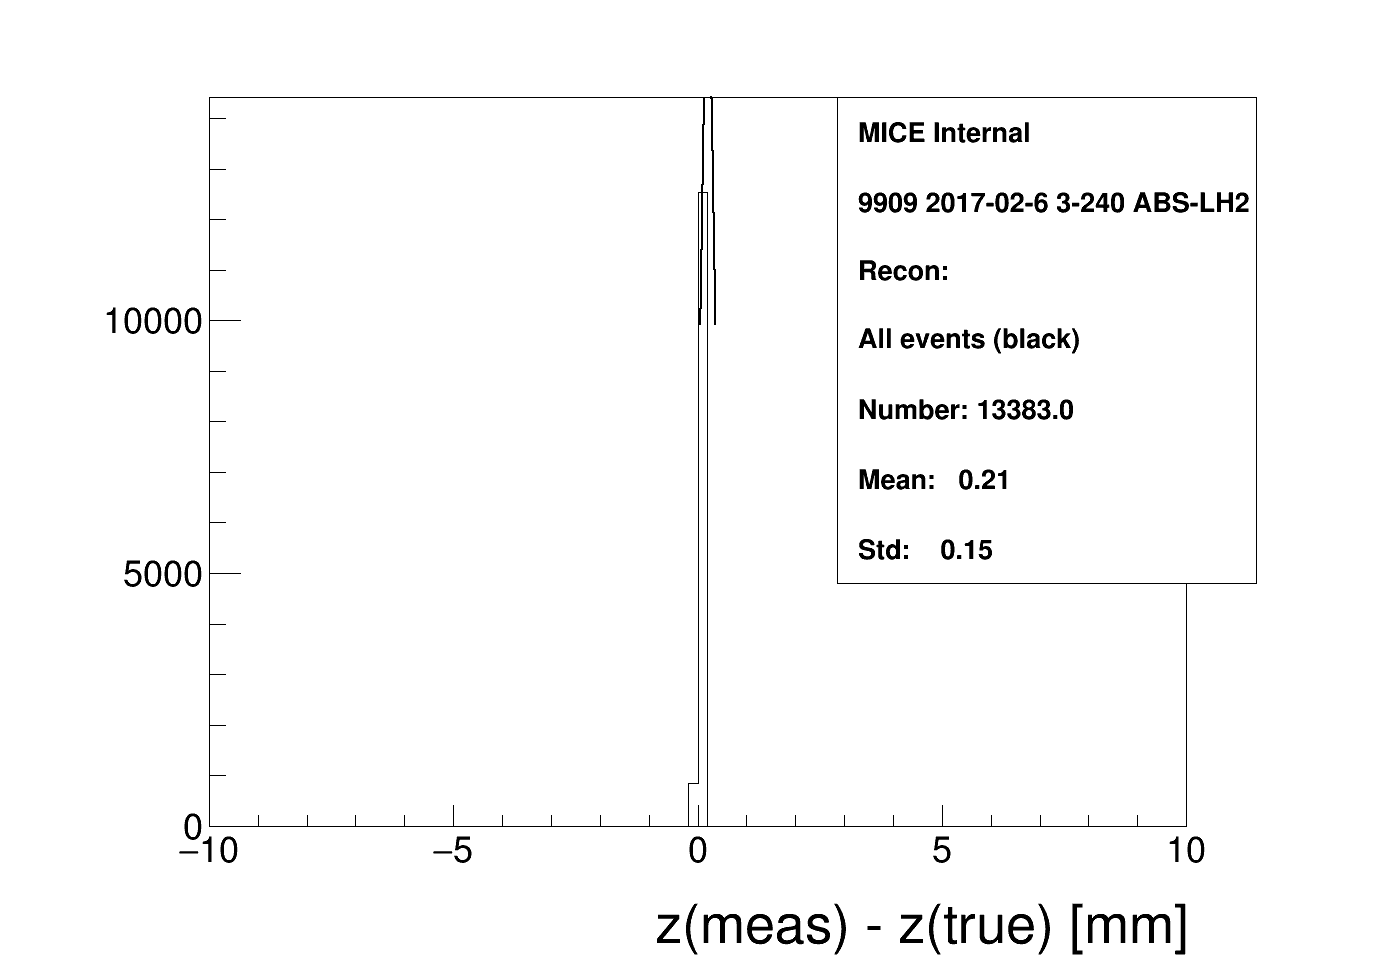 MICE Internal
9909 2017-02-6 3-240 ABS-LH2
Recon:
All events (black)
Number: 13383.0
Mean: 0.21
Std: 0.15
10000
5000
0
−10 −5 0 5 10
z(meas) - z(true) [mm]